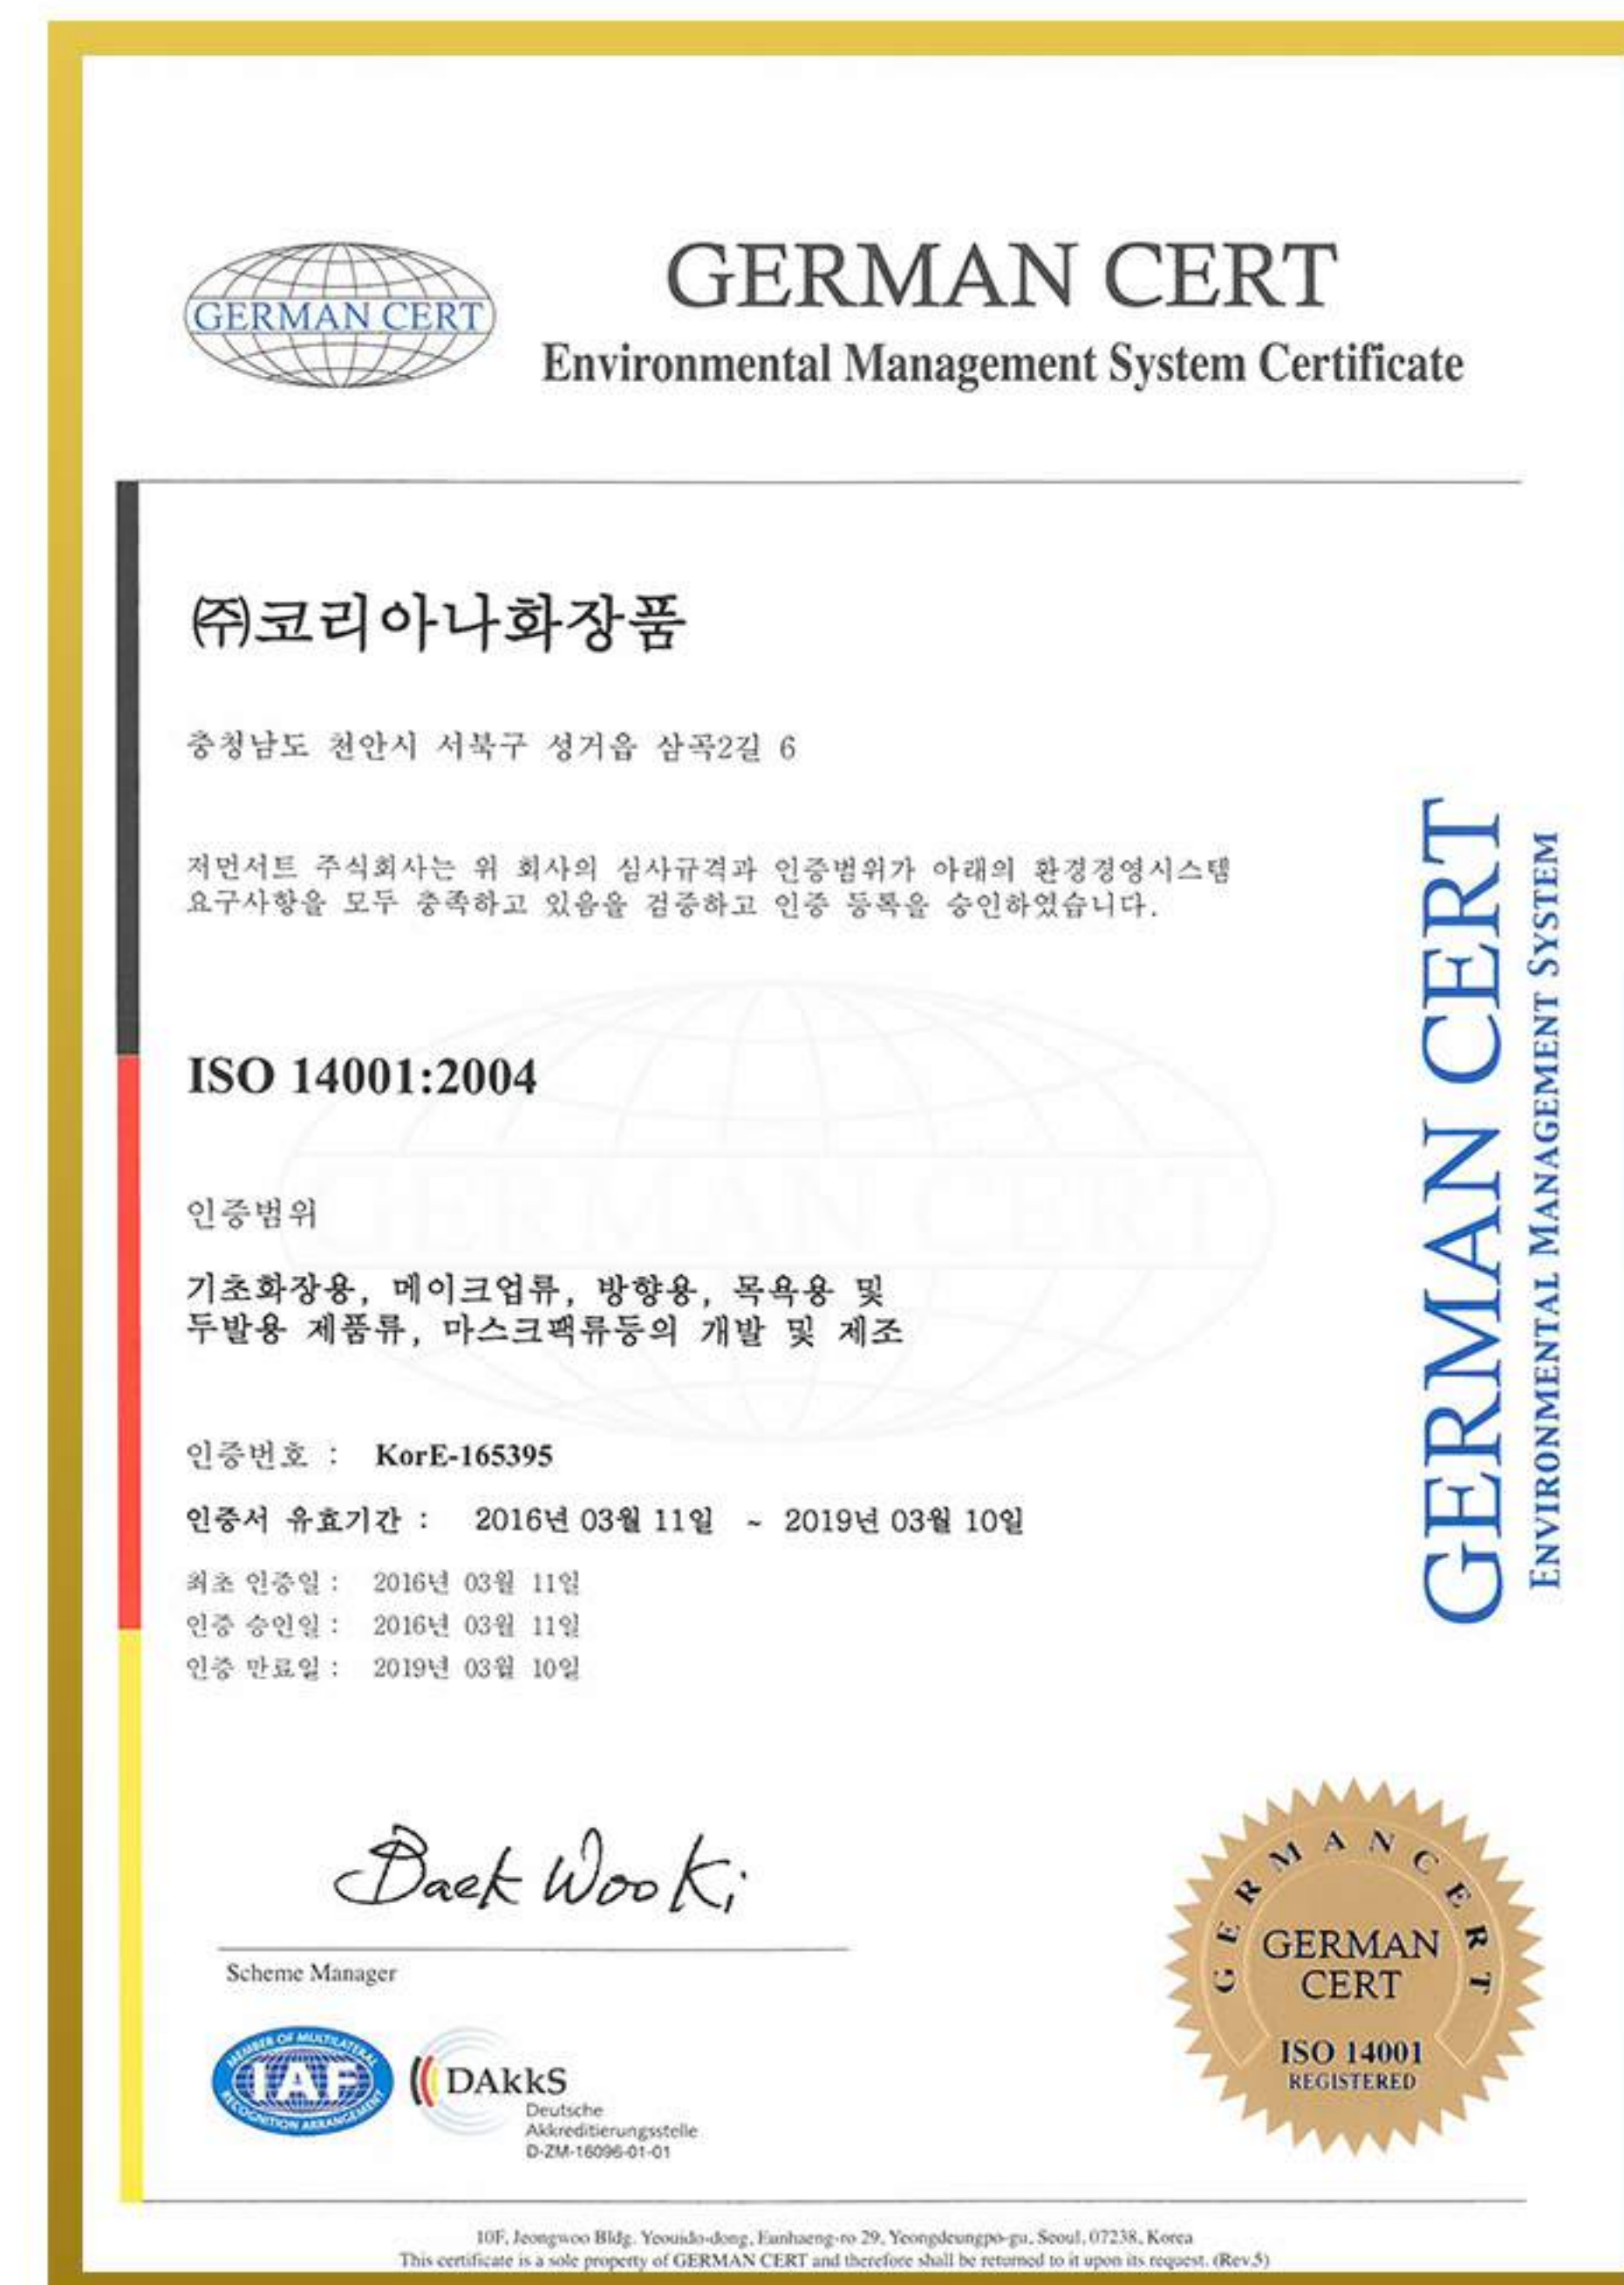 GERMAN CERT
GERMAN CERT
Environmental Management System Certificate
㈜코리아나화장품
충청남도 천안시 서북구 성거읍 삼곡2길 6
저먼서트 주식회사는 위 회사의 심사규격과 인증범위가 아래의 환경경영시스템
요구사항을 모두 충족하고 있음을 검증하고 인증 등록을 승인하였습니다.
ISO 14001:2004
GERMAN CERT
인증범위
기초화장용, 메이크업류, 방향용, 목욕용 및
두발용 제품류, 마스크팩류등의 개발 및 제조
인증번호 : KorE-165395
인증서 유효기간 : 2016년 03월 11일 ~ 2019년 03월 10일
최초 인증일 : 2016년 03월 11일
인증 승인일 : 2016년 03월 11일
인증 만료일 : 2019년 03월 10일
GERMAN CERT
ENVIRONMENTAL MANAGEMENT SYSTEM
Baek Woo Ki
Scheme Manager
MEMBER OF MULTILATERAL
IAF
RECOGNITION ARRANGEMENT
DAkkS
Deutsche
Akkreditierungsstelle
D-ZM-16096-01-01
GERMAN CERT
GERMAN
CERT
ISO 14001
REGISTERED
10F, Jeongwoo Bldg. Yeouido-dong, Eunhaeng-ro 29, Yeongdeungpo-gu, Seoul, 07238, Korea
This certificate is a sole property of GERMAN CERT and therefore shall be returned to it upon its request. (Rev.5)